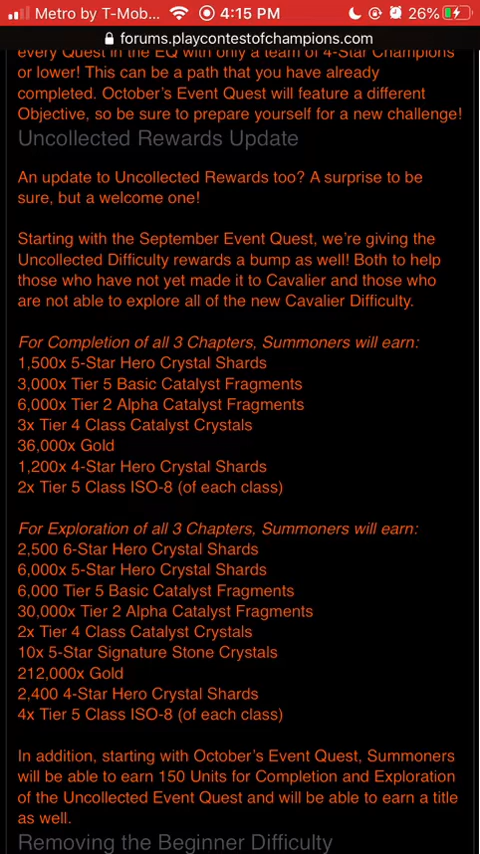 Metro by T-Mob... 4:15 PM 26%
forums.playcontestofchampions.com
every Quest in the EQ with only a team of 4-Star Champions
or lower! This can be a path that you have already
completed. October's Event Quest will feature a different
Objective, so be sure to prepare yourself for a new challenge!
Uncollected Rewards Update
An update to Uncollected Rewards too? A surprise to be
sure, but a welcome one!
Starting with the September Event Quest, we're giving the
Uncollected Difficulty rewards a bump as well! Both to help
those who have not yet made it to Cavalier and those who
are not able to explore all of the new Cavalier Difficulty.
For Completion of all 3 Chapters, Summoners will earn:
1,500x 5-Star Hero Crystal Shards
3,000x Tier 5 Basic Catalyst Fragments
6,000x Tier 2 Alpha Catalyst Fragments
3x Tier 4 Class Catalyst Crystals
36,000x Gold
1,200x 4-Star Hero Crystal Shards
2x Tier 5 Class ISO-8 (of each class)
For Exploration of all 3 Chapters, Summoners will earn:
2,500 6-Star Hero Crystal Shards
6,000x 5-Star Hero Crystal Shards
6,000 Tier 5 Basic Catalyst Fragments
30,000x Tier 2 Alpha Catalyst Fragments
2x Tier 4 Class Catalyst Crystals
10x 5-Star Signature Stone Crystals
212,000x Gold
2,400 4-Star Hero Crystal Shards
4x Tier 5 Class ISO-8 (of each class)
In addition, starting with October's Event Quest, Summoners
will be able to earn 150 Units for Completion and Exploration
of the Uncollected Event Quest and will be able to earn a title
as well.
Removing the Beginner Difficulty